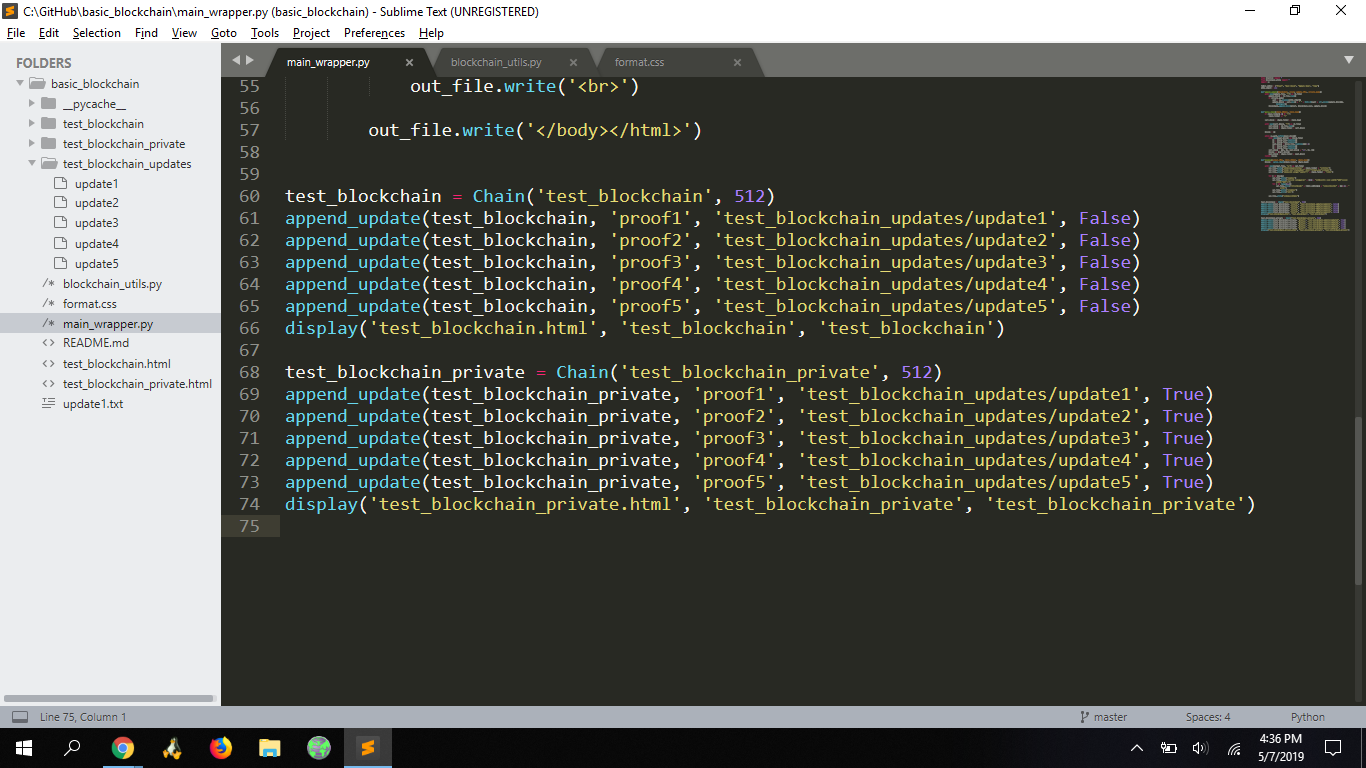 C:\GitHub\basic_blockchain\main_wrapper.py (basic_blockchain) - Sublime Text (UNREGISTERED)
File Edit Selection Find View Goto Tools Project Preferences Help
FOLDERS
basic_blockchain
__pycache__
test_blockchain
test_blockchain_private
test_blockchain_updates
update1
update2
update3
update4
update5
blockchain_utils.py
format.css
main_wrapper.py
README.md
test_blockchain.html
test_blockchain_private.html
update1.txt
main_wrapper.py blockchain_utils.py format.css
55 out_file.write('<br>')
56
57 out_file.write('</body></html>')
58
59
60 test_blockchain = Chain('test_blockchain', 512)
61 append_update(test_blockchain, 'proof1', 'test_blockchain_updates/update1', False)
62 append_update(test_blockchain, 'proof2', 'test_blockchain_updates/update2', False)
63 append_update(test_blockchain, 'proof3', 'test_blockchain_updates/update3', False)
64 append_update(test_blockchain, 'proof4', 'test_blockchain_updates/update4', False)
65 append_update(test_blockchain, 'proof5', 'test_blockchain_updates/update5', False)
66 display('test_blockchain.html', 'test_blockchain', 'test_blockchain')
67
68 test_blockchain_private = Chain('test_blockchain_private', 512)
69 append_update(test_blockchain_private, 'proof1', 'test_blockchain_updates/update1', True)
70 append_update(test_blockchain_private, 'proof2', 'test_blockchain_updates/update2', True)
71 append_update(test_blockchain_private, 'proof3', 'test_blockchain_updates/update3', True)
72 append_update(test_blockchain_private, 'proof4', 'test_blockchain_updates/update4', True)
73 append_update(test_blockchain_private, 'proof5', 'test_blockchain_updates/update5', True)
74 display('test_blockchain_private.html', 'test_blockchain_private', 'test_blockchain_private')
75
Line 75, Column 1 master Spaces: 4 Python
4:36 PM
5/7/2019